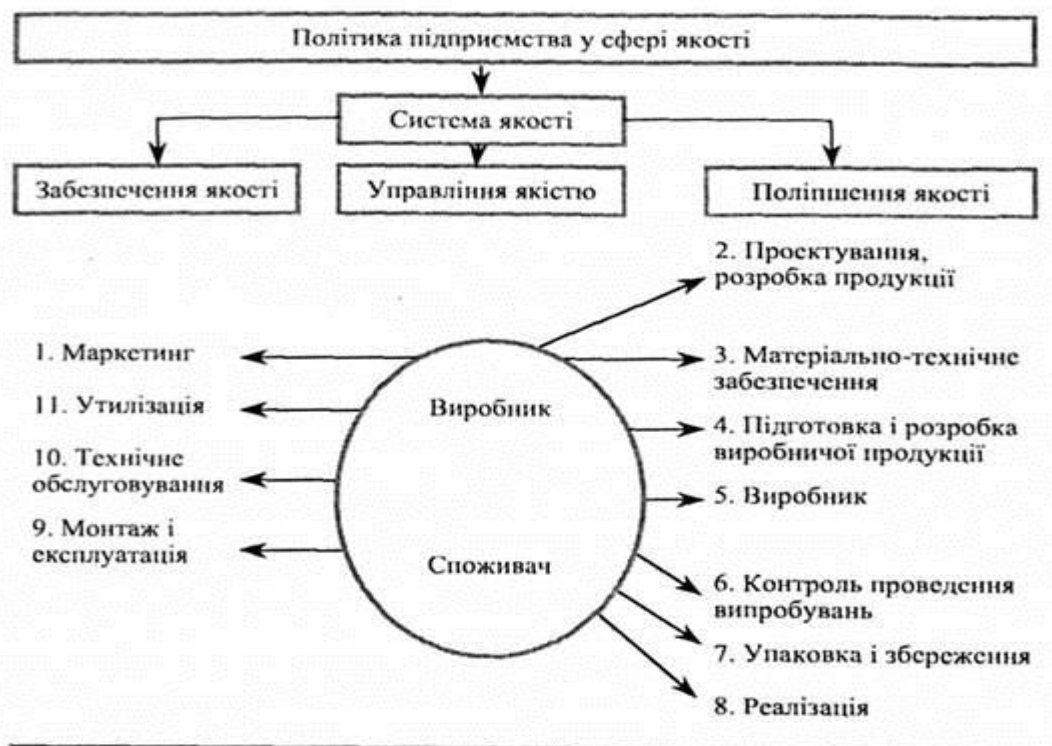 Політика підприємства у сфері якості
Система якості
Забезпечення якості
Управління якістю
Поліпшення якості
2. Проектування,
розробка продукції
1. Маркетинг
3. Матеріально-технічне
забезпечення
11. Утилізація
Виробник
4. Підготовка і розробка
виробничої продукції
10. Технічне
обслуговування
5. Виробник
9. Монтаж і
експлуатація
Споживач
6. Контроль проведення
випробувань
7. Упаковка і збереження
8. Реалізація